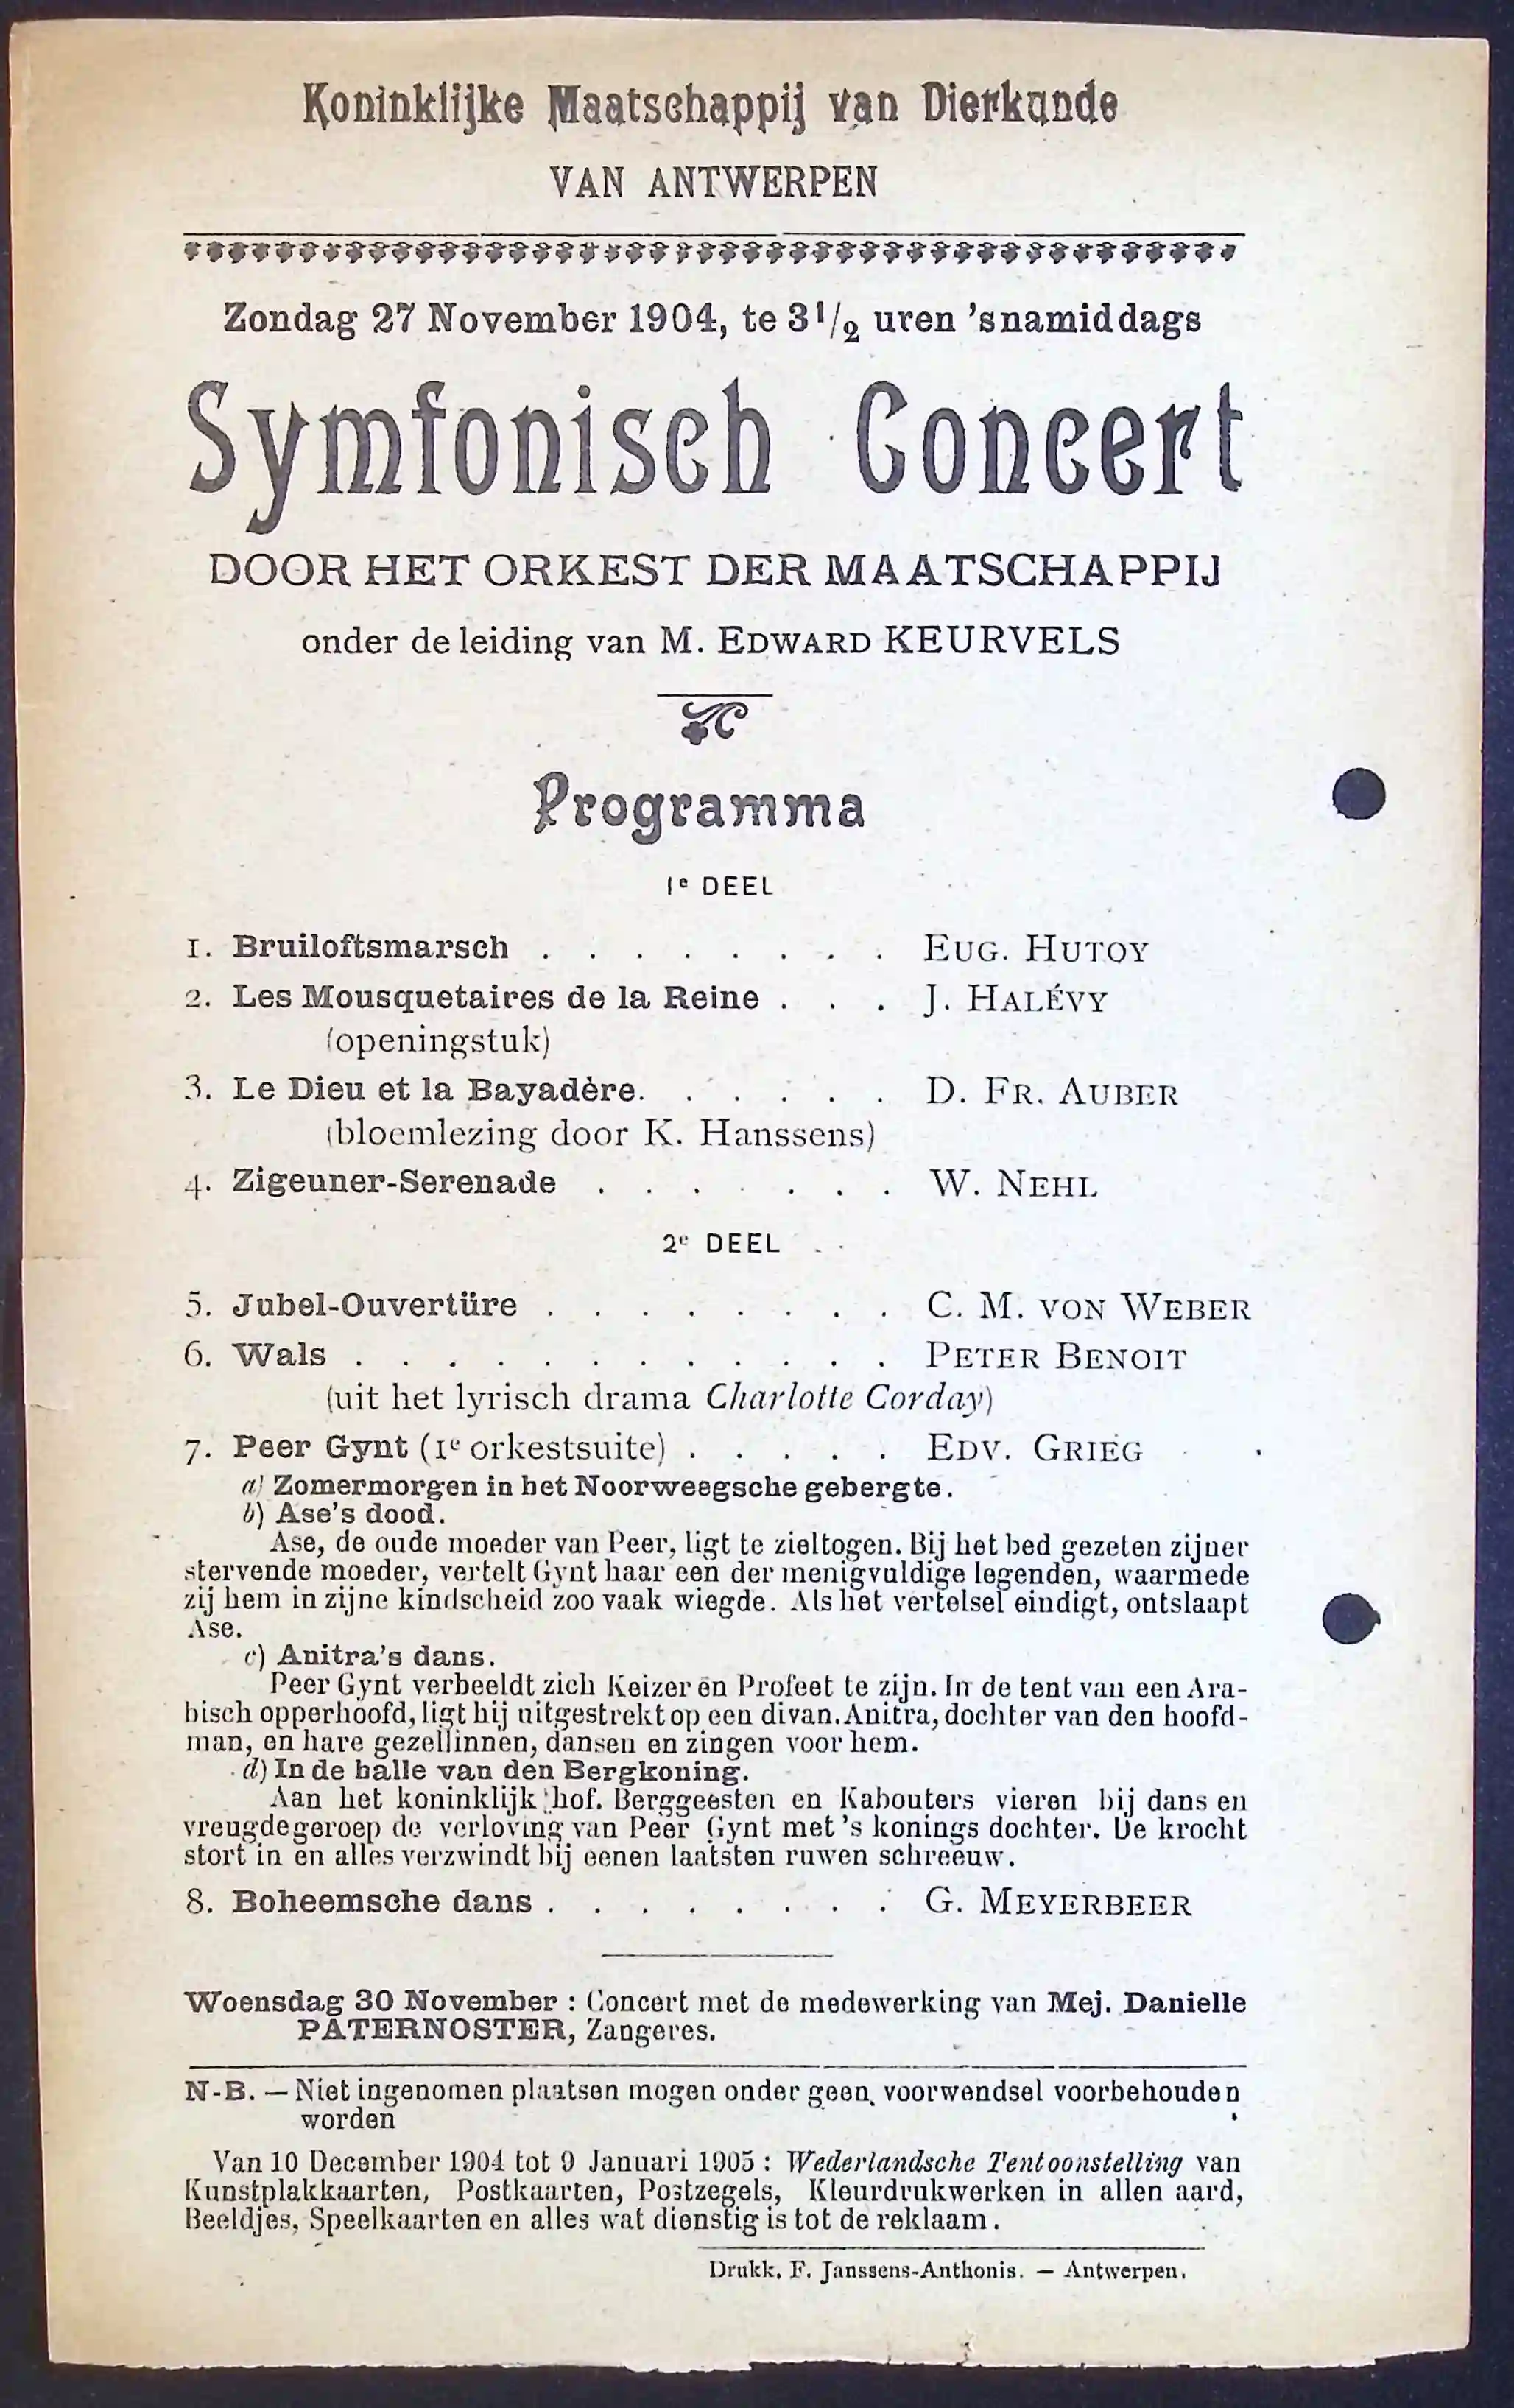 Koninklijke Maatschappij van Dierkunde
VAN ANTWERPEN
Zondag 27 November 1904, te 3 1/2 uren 'snamiddags
Symfonisch Concert
DOOR HET ORKEST DER MAATSCHAPPIJ
onder de leiding van M. EDWARD KEURVELS
Programma
1e DEEL
1. Bruiloftsmarsch . . . . . . . . EUG. HUTOY
2. Les Mousquetaires de la Reine . . . J. HALÉVY
(openingstuk)
3. Le Dieu et la Bayadère. . . . . . D. FR. AUBER
(bloemlezing door K. Hanssens)
4. Zigeuner-Serenade . . . . . . . W. NEHL
2e DEEL
5. Jubel-Ouvertüre . . . . . . . . C. M. VON WEBER
6. Wals . . . . . . . . . . . . PETER BENOIT
(uit het lyrisch drama Charlotte Corday)
7. Peer Gynt (1e orkestsuite) . . . . . EDV. GRIEG
a) Zomermorgen in het Noorweegsche gebergte.
b) Ase's dood.
Ase, de oude moeder van Peer, ligt te zieltogen. Bij het bed gezeten zijner
stervende moeder, vertelt Gynt haar een der menigvuldige legenden, waarmede
zij hem in zijne kindscheid zoo vaak wiegde. Als het vertelsel eindigt, ontslaapt
Ase.
c) Anitra's dans.
Peer Gynt verbeeldt zich Keizer en Profeet te zijn. In de tent van een Ara-
bisch opperhoofd, ligt hij uitgestrekt op een divan. Anitra, dochter van den hoofd-
man, en hare gezellinnen, dansen en zingen voor hem.
d) In de halle van den Bergkoning.
Aan het koninklijk hof. Berggeesten en Kabouters vieren bij dans en
vreugdegeroep de verloving van Peer Gynt met 's konings dochter. De krocht
stort in en alles verzwindt bij eenen laatsten ruwen schreeuw.
8. Boheemsche dans . . . . . . . . G. MEYERBEER
Woensdag 30 November : Concert met de medewerking van Mej. Danielle
PATERNOSTER, Zangeres.
N-B. — Niet ingenomen plaatsen mogen onder geen voorwendsel voorbehouden
worden
Van 10 December 1904 tot 9 Januari 1905 : Wederlandsche Tentoonstelling van
Kunstplakkaarten, Postkaarten, Postzegels, Kleurdrukwerken in allen aard,
Beeldjes, Speelkaarten en alles wat dienstig is tot de reklaam.
Drukk. F. Janssens-Anthonis. — Antwerpen.